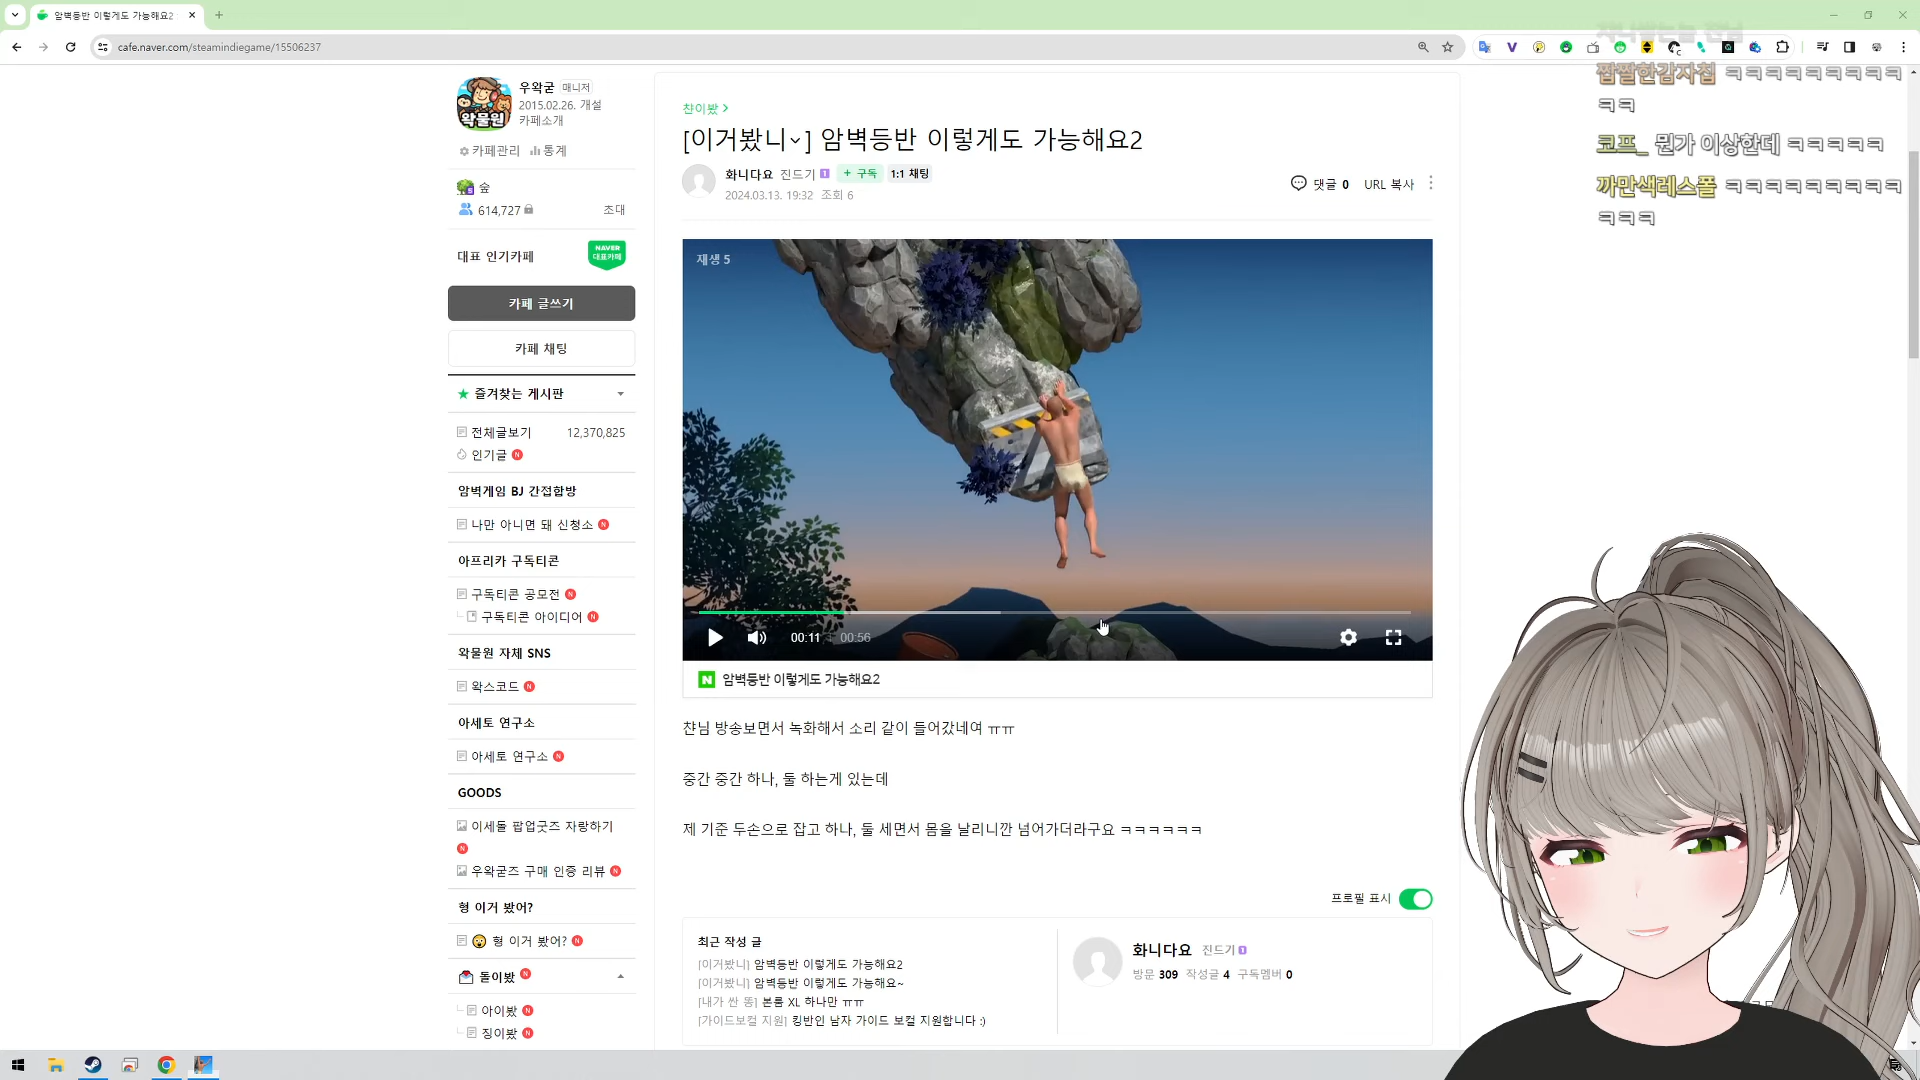 암벽등반 이렇게도 가능해요2
cafe.naver.com/steamindiegame/15506237
짭짤한감자칩 ㅋㅋㅋㅋㅋㅋㅋㅋㅋㅋ
ㅋㅋ
코프_ 뭔가 이상한데 ㅋㅋㅋㅋㅋ
까만색레스폴 ㅋㅋㅋㅋㅋㅋㅋㅋㅋㅋ
ㅋㅋㅋ
왁물원
우왁굳 매니저
2015.02.26. 개설
카페소개
카페관리 통계
숲
614,727
초대
대표 인기카페
NAVER
대표카페
카페 글쓰기
카페 채팅
즐겨찾는 게시판
전체글보기 12,370,825
인기글 N
암벽게임 BJ 간접합방
나만 아니면 돼 신청소 N
아프리카 구독티콘
구독티콘 공모전 N
구독티콘 아이디어 N
왁물원 자체 SNS
왁스코드 N
아세토 연구소
아세토 연구소 N
GOODS
이세돌 팝업굿즈 자랑하기
N
우왁굳즈 구매 인증 리뷰 N
형 이거 봤어?
형 이거 봤어? N
돌이봤 N
아이봤 N
징이봤 N
챤이봤 >
[이거봤니ᵕ] 암벽등반 이렇게도 가능해요2
화니다요 진드기 1 + 구독 1:1 채팅
2024.03.13. 19:32 조회 6
댓글 0 URL 복사
재생 5
00:11 00:56
N 암벽등반 이렇게도 가능해요2
챤님 방송보면서 녹화해서 소리 같이 들어갔네여 ㅠㅠ
중간 중간 하나, 둘 하는게 있는데
제 기준 두손으로 잡고 하나, 둘 세면서 몸을 날리니깐 넘어가더라구요 ㅋㅋㅋㅋㅋㅋ
프로필 표시
최근 작성 글
[이거봤니] 암벽등반 이렇게도 가능해요2
[이거봤니] 암벽등반 이렇게도 가능해요~
[내가 싼 똥] 본롬 XL 하나만 ㅠㅠ
[가이드보컬 지원] 킹반인 남자 가이드 보컬 지원합니다 :)
화니다요 진드기 1
방문 309 작성글 4 구독멤버 0